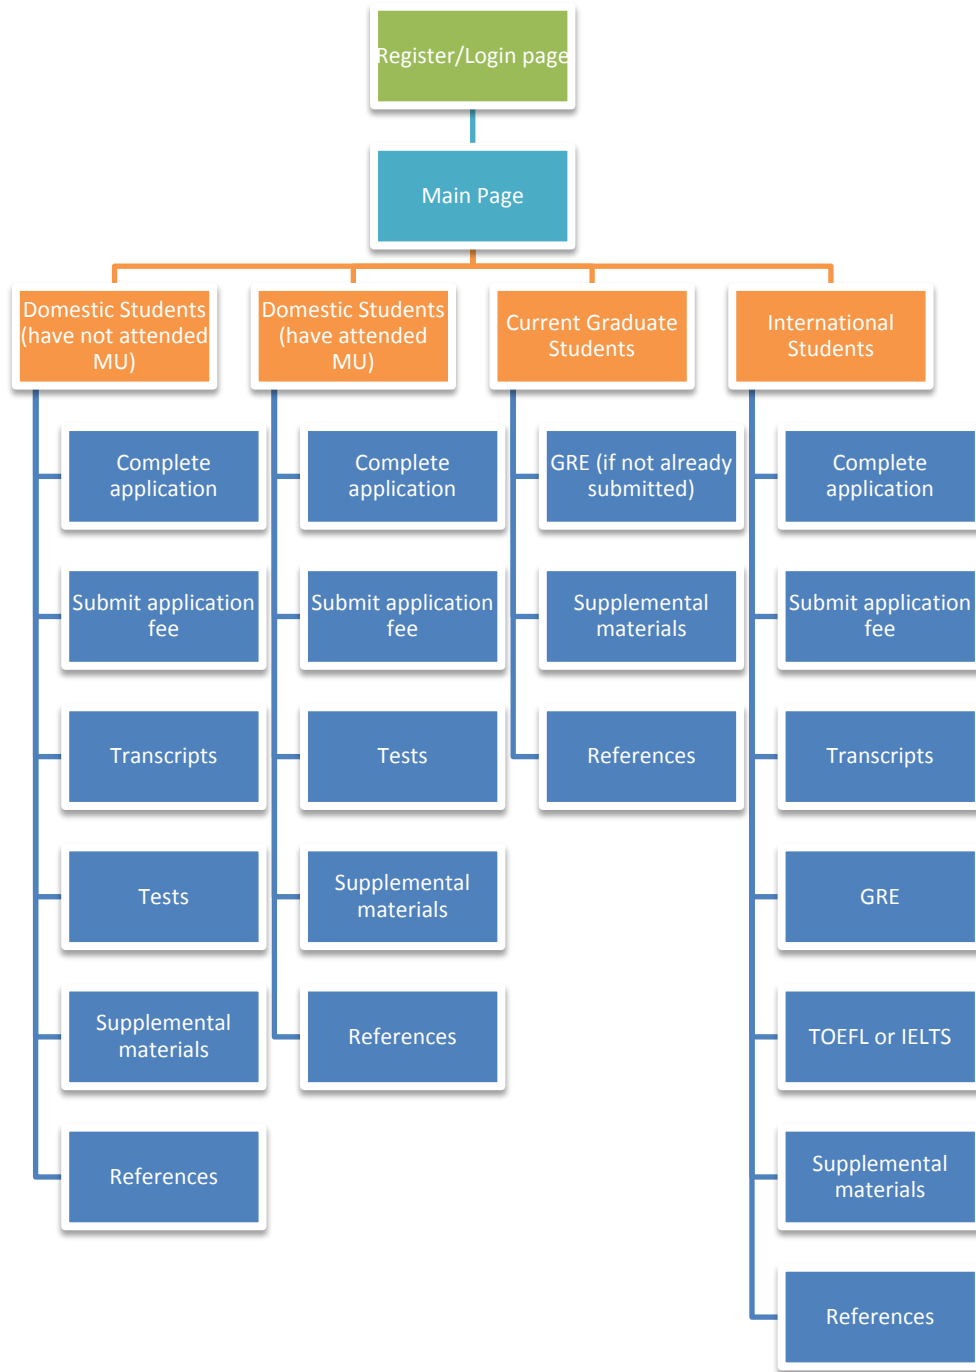 Register/Login page
Main Page
Domestic Students
(have not attended
MU)
Complete
application
Submit application
fee
Transcripts
Tests
Supplemental
materials
References
Domestic Students
(have attended
MU)
Complete
application
Submit application
fee
Tests
Supplemental
materials
References
Current Graduate
Students
GRE (if not already
submitted)
Supplemental
materials
References
International
Students
Complete
application
Submit application
fee
Transcripts
GRE
TOEFL or IELTS
Supplemental
materials
References